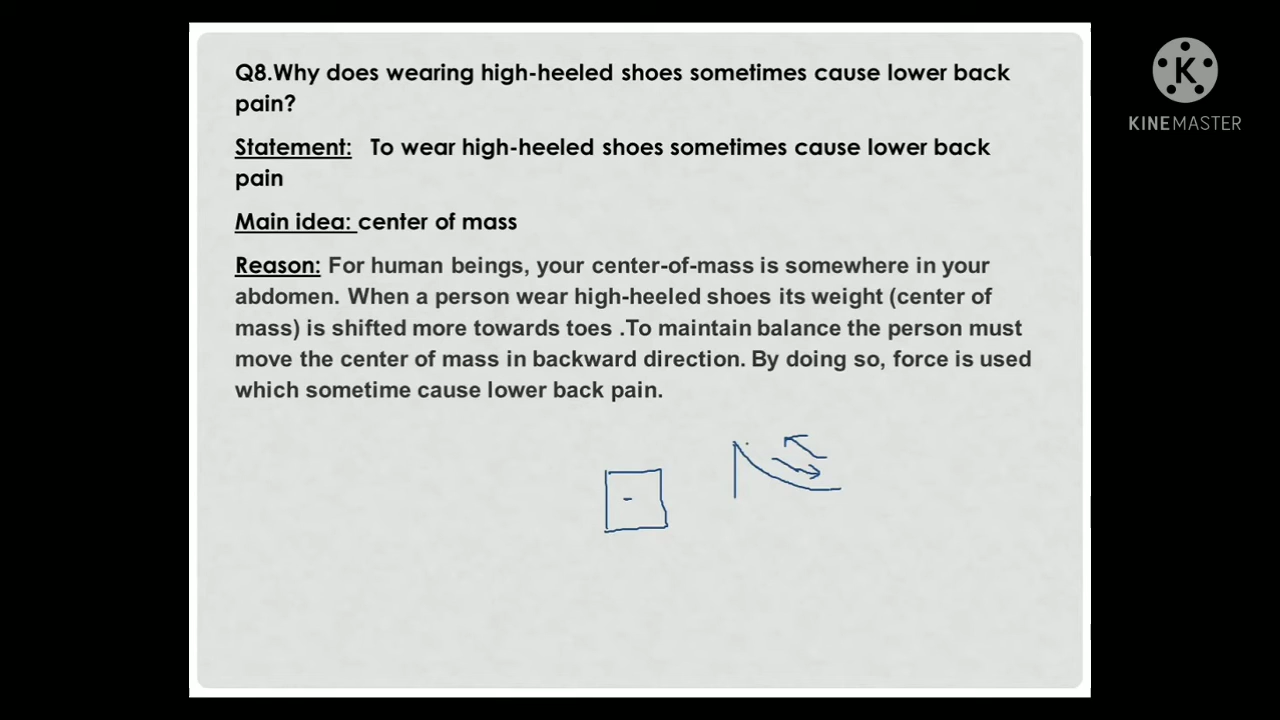 Q8.Why does wearing high-heeled shoes sometimes cause lower back
pain?
Statement: To wear high-heeled shoes sometimes cause lower back
pain
Main idea: center of mass
Reason: For human beings, your center-of-mass is somewhere in your
abdomen. When a person wear high-heeled shoes its weight (center of
mass) is shifted more towards toes .To maintain balance the person must
move the center of mass in backward direction. By doing so, force is used
which sometime cause lower back pain.
K
KINEMASTER